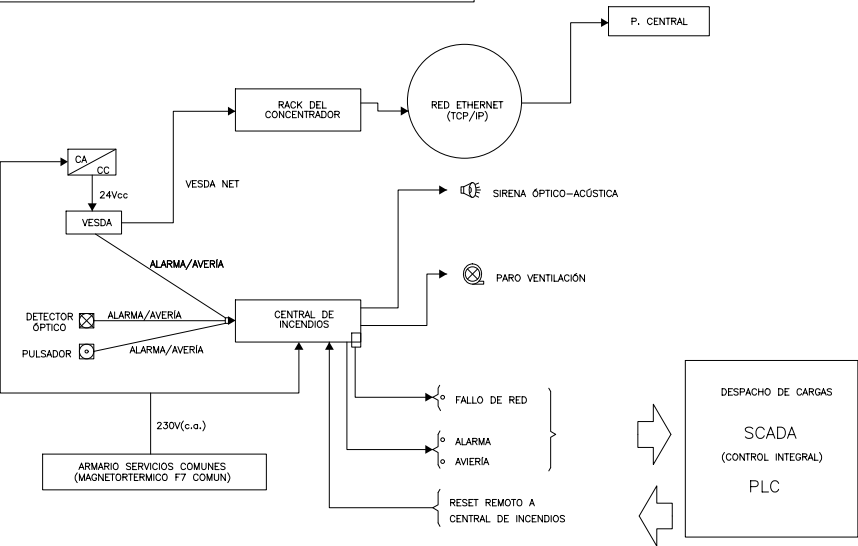 P. CENTRAL
RACK DEL
CONCENTRADOR
RED ETHERNET
(TCP/IP)
CA
CC
24Vcc
VESDA NET
VESDA
SIRENA ÓPTICO-ACÚSTICA
ALARMA/AVERÍA
PARO VENTILACIÓN
DETECTOR
ÓPTICO
ALARMA/AVERÍA
CENTRAL DE
INCENDIOS
PULSADOR
ALARMA/AVERÍA
FALLO DE RED
DESPACHO DE CARGAS
230V(c.a.)
ALARMA
AVIERÍA
SCADA
(CONTROL INTEGRAL)
PLC
ARMARIO SERVICIOS COMUNES
(MAGNETORTERMICO F7 COMUN)
RESET REMOTO A
CENTRAL DE INCENDIOS